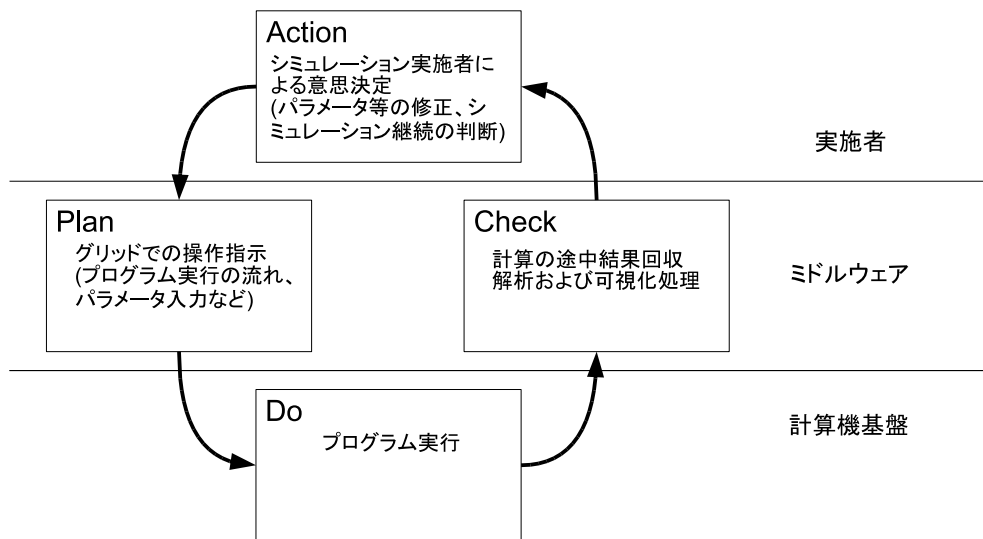 Action
シミュレーション実施者に
よる意思決定
(パラメータ等の修正、シ
ミュレーション継続の判断)
実施者
Plan
グリッドでの操作指示
(プログラム実行の流れ、
パラメータ入力など)
Check
計算の途中結果回収
解析および可視化処理
ミドルウェア
Do
プログラム実行
計算機基盤